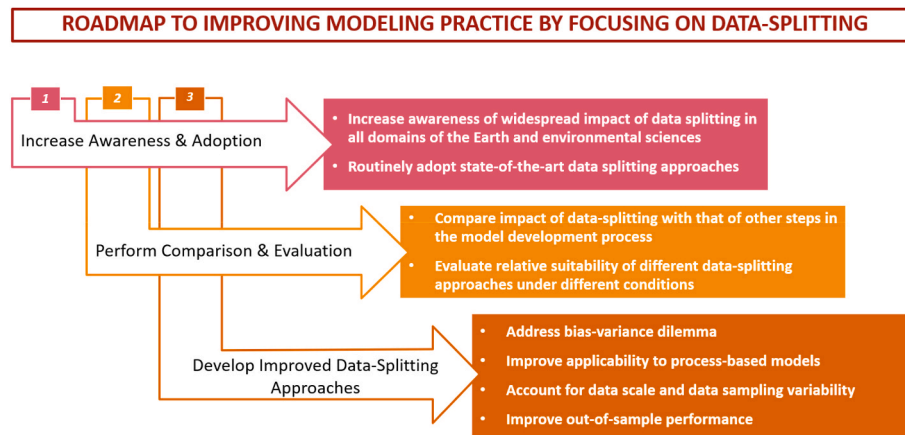 ROADMAP TO IMPROVING MODELING PRACTICE BY FOCUSING ON DATA-SPLITTING
1
2
3
Increase Awareness & Adoption
• Increase awareness of widespread impact of data splitting in
all domains of the Earth and environmental sciences
• Routinely adopt state-of-the-art data splitting approaches
Perform Comparison & Evaluation
• Compare impact of data-splitting with that of other steps in
the model development process
• Evaluate relative suitability of different data-splitting
approaches under different conditions
Develop Improved Data-Splitting
Approaches
• Address bias-variance dilemma
• Improve applicability to process-based models
• Account for data scale and data sampling variability
• Improve out-of-sample performance